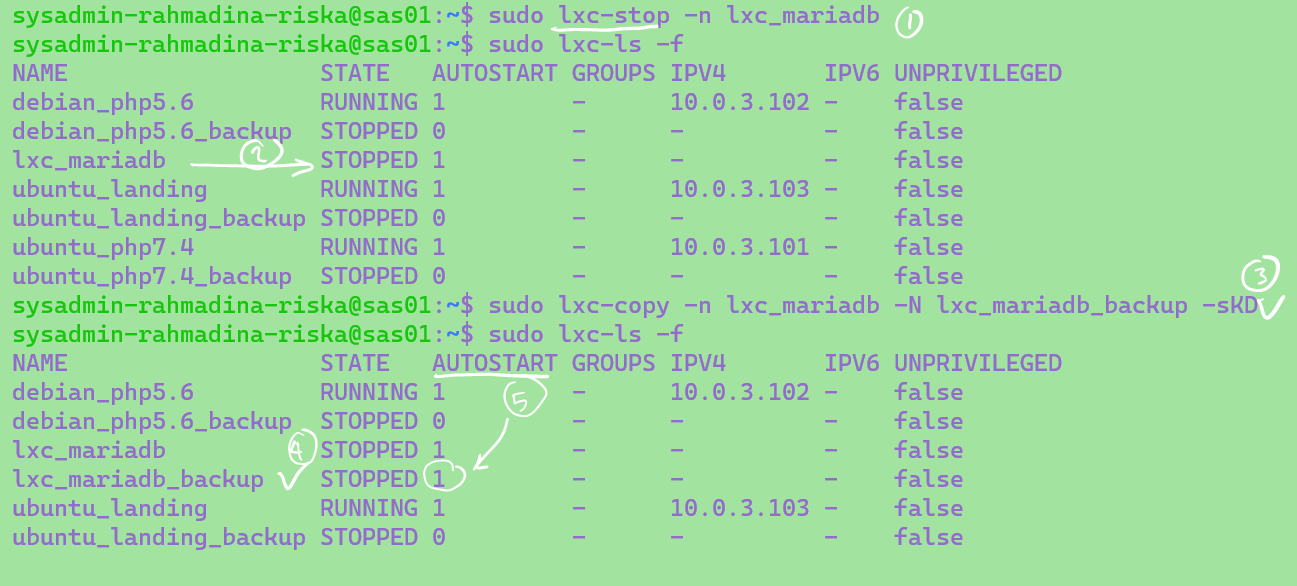 sysadmin-rahmadina-riska@sas01:~$ sudo lxc-stop -n lxc_mariadb 1
sysadmin-rahmadina-riska@sas01:~$ sudo lxc-ls -f
NAME STATE AUTOSTART GROUPS IPV4 IPV6 UNPRIVILEGED
debian_php5.6 RUNNING 1 - 10.0.3.102 - false
debian_php5.6_backup STOPPED 0 - - - false
lxc_mariadb 2 STOPPED 1 - - - false
ubuntu_landing RUNNING 1 - 10.0.3.103 - false
ubuntu_landing_backup STOPPED 0 - - - false
ubuntu_php7.4 RUNNING 1 - 10.0.3.101 - false
ubuntu_php7.4_backup STOPPED 0 - - - false 3
sysadmin-rahmadina-riska@sas01:~$ sudo lxc-copy -n lxc_mariadb -N lxc_mariadb_backup -sKD
sysadmin-rahmadina-riska@sas01:~$ sudo lxc-ls -f
NAME STATE AUTOSTART GROUPS IPV4 IPV6 UNPRIVILEGED
debian_php5.6 RUNNING 1 5 - 10.0.3.102 - false
debian_php5.6_backup STOPPED 0 - - - false
lxc_mariadb 4 STOPPED 1 - - - false
lxc_mariadb_backup STOPPED 1 - - - false
ubuntu_landing RUNNING 1 - 10.0.3.103 - false
ubuntu_landing_backup STOPPED 0 - - - false